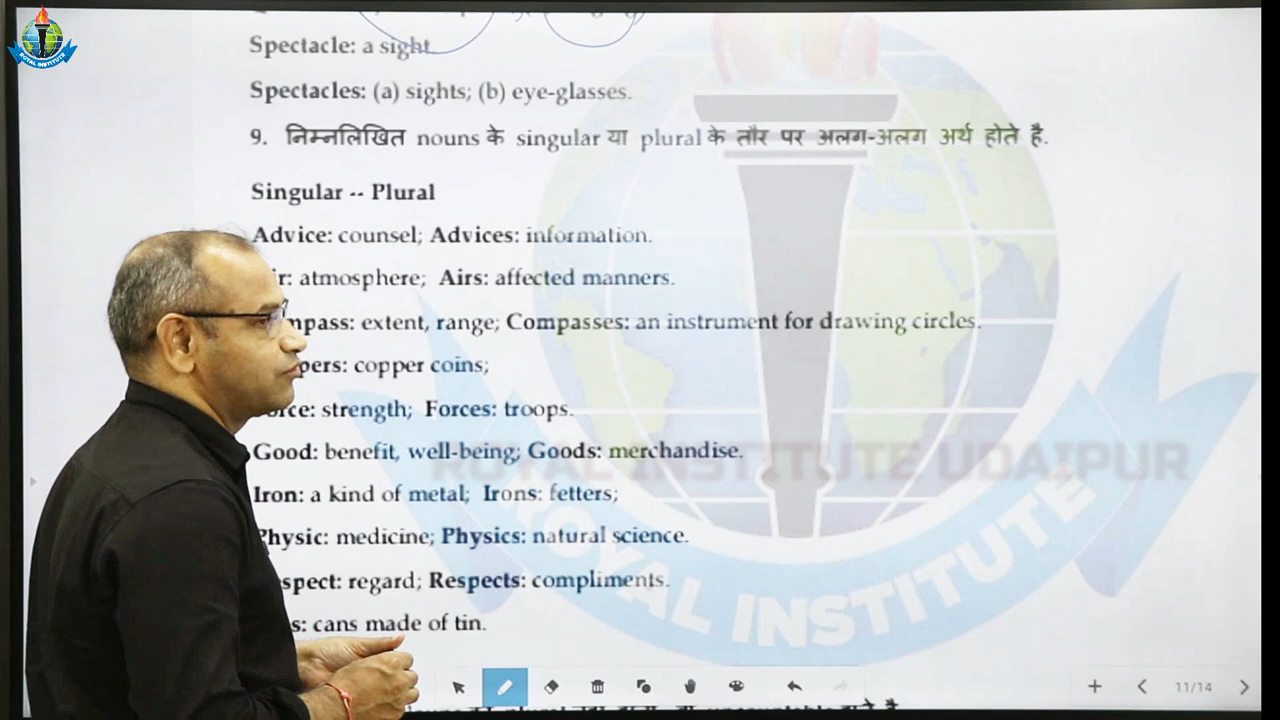 ROYAL INSTITUTE
Spectacle: a sight
Spectacles: (a) sights; (b) eye-glasses.
9. निम्नलिखित nouns के singular या plural के तौर पर अलग-अलग अर्थ होते है.
Singular -- Plural
Advice: counsel; Advices: information.
atmosphere; Airs: affected manners.
extent, range; Compasses: an instrument for drawing circles.
copper coins;
strength; Forces: troops.
Good: benefit, well-being; Goods: merchandise.
ROYAL INSTITUTE UDAIPUR
Iron: a kind of metal; Irons: fetters;
Physic: medicine; Physics: natural science.
regard; Respects: compliments.
cans made of tin.
ROYAL INSTITUTE
11/14